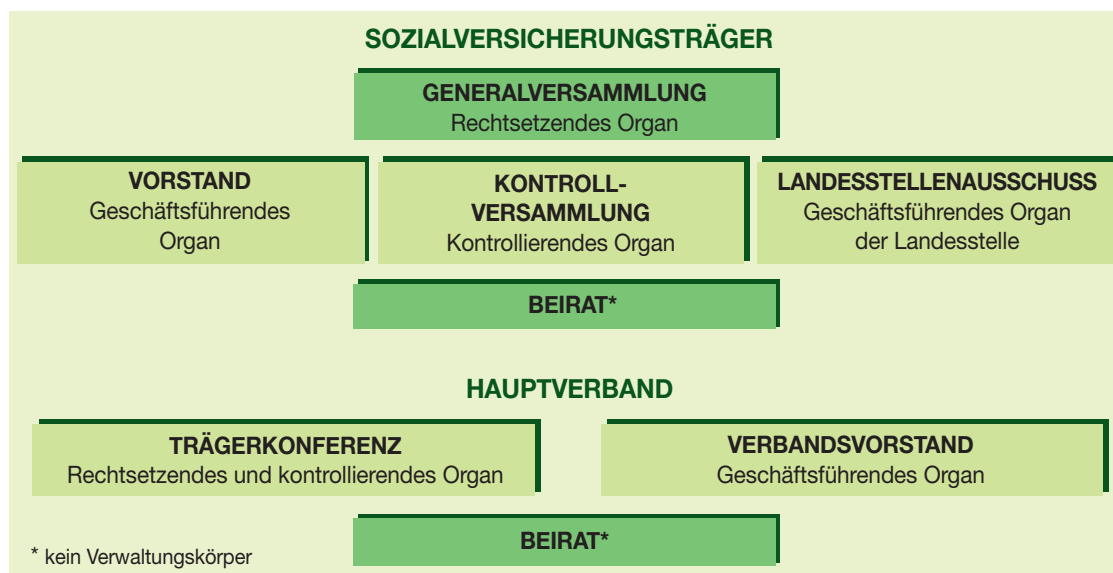 SOZIALVERSICHERUNGSTRÄGER
GENERALVERSAMMLUNG
Rechtsetzendes Organ
VORSTAND
Geschäftsführendes
Organ
KONTROLL-
VERSAMMLUNG
Kontrollierendes Organ
LANDESSTELLENAUSSCHUSS
Geschäftsführendes Organ
der Landesstelle
BEIRAT*
HAUPTVERBAND
TRÄGERKONFERENZ
Rechtsetzendes und kontrollierendes Organ
VERBANDSVORSTAND
Geschäftsführendes Organ
BEIRAT*
* kein Verwaltungskörper